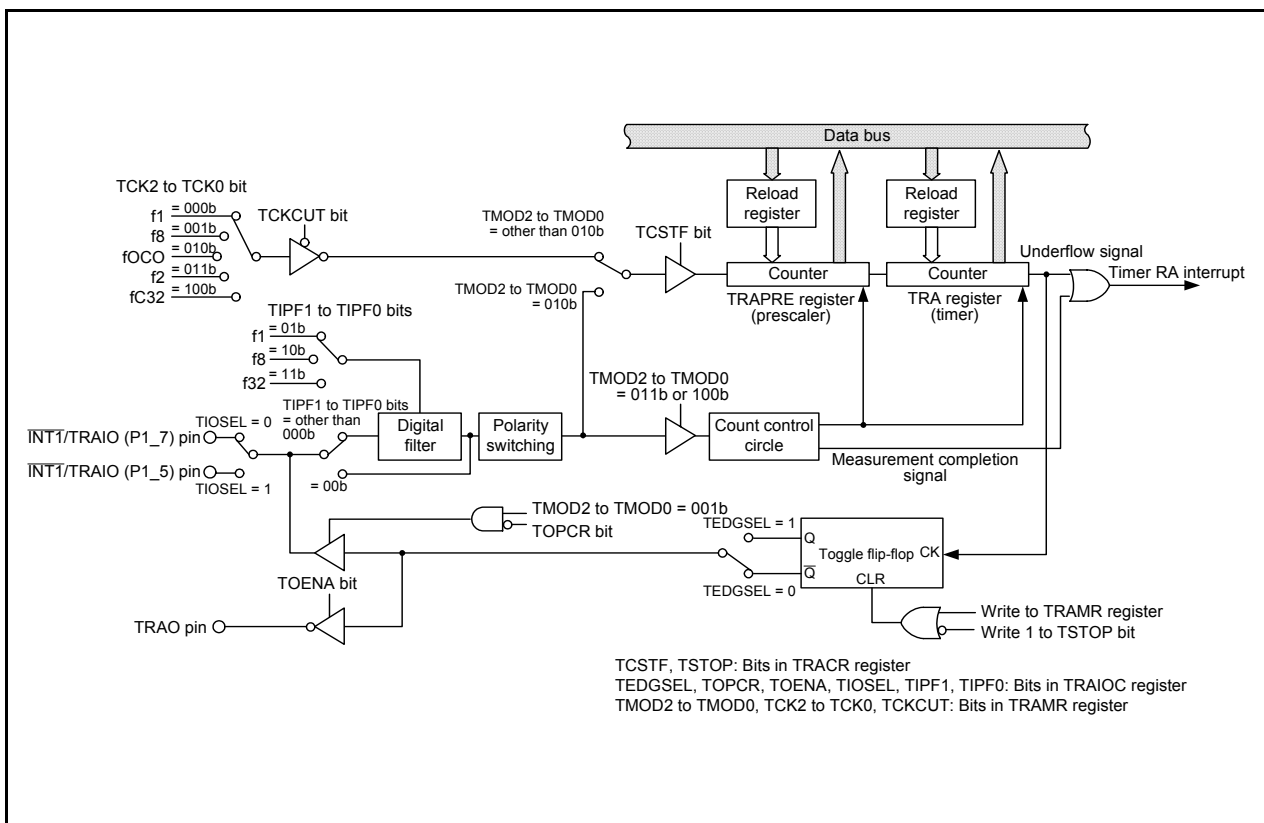 Data bus
TCK2 to TCK0 bit
f1
= 000b
f8
= 001b
fOCO
= 010b
f2
= 011b
fC32
= 100b
TCKCUT bit
TMOD2 to TMOD0
= other than 010b
TCSTF bit
Reload
register
Reload
register
Counter
Counter
TRAPRE register
(prescaler)
TRA register
(timer)
Underflow signal
Timer RA interrupt
TMOD2 to TMOD0
= 010b
TIPF1 to TIPF0 bits
f1
= 01b
f8
= 10b
f32
= 11b
TMOD2 to TMOD0
= 011b or 100b
TIOSEL = 0
INT1/TRAIO (P1_7) pin
TIPF1 to TIPF0 bits
= other than
000b
Digital
filter
Polarity
switching
Count control
circle
Measurement completion
signal
INT1/TRAIO (P1_5) pin
TIOSEL = 1
= 00b
TMOD2 to TMOD0 = 001b
TOPCR bit
TEDGSEL = 1
Q
Toggle flip-flop
CK
Q
CLR
TEDGSEL = 0
TOENA bit
TRAO pin
Write to TRAMR register
Write 1 to TSTOP bit
TCSTF, TSTOP: Bits in TRACR register
TEDGSEL, TOPCR, TOENA, TIOSEL, TIPF1, TIPF0: Bits in TRAIOC register
TMOD2 to TMOD0, TCK2 to TCK0, TCKCUT: Bits in TRAMR register